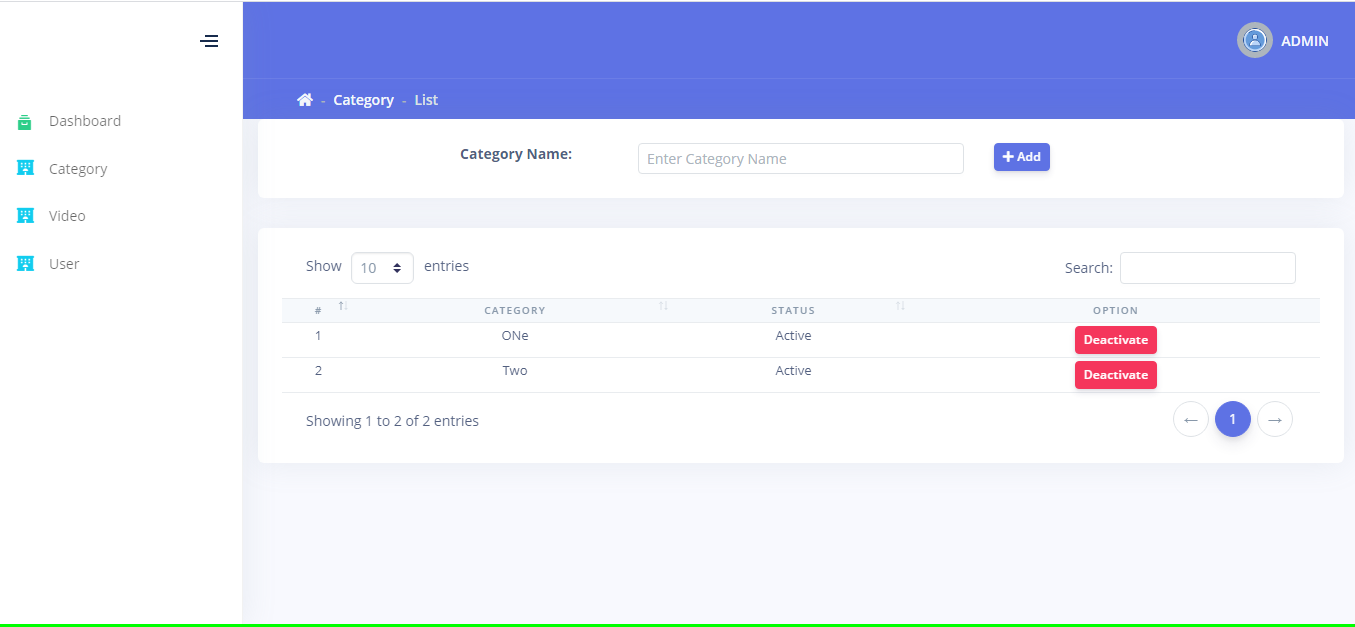 ADMIN
- Category - List
Dashboard
Category
Video
User
Category Name: Enter Category Name + Add
Show 10 entries Search:
# CATEGORY STATUS OPTION
1 ONe Active Deactivate
2 Two Active Deactivate
Showing 1 to 2 of 2 entries ← 1 →